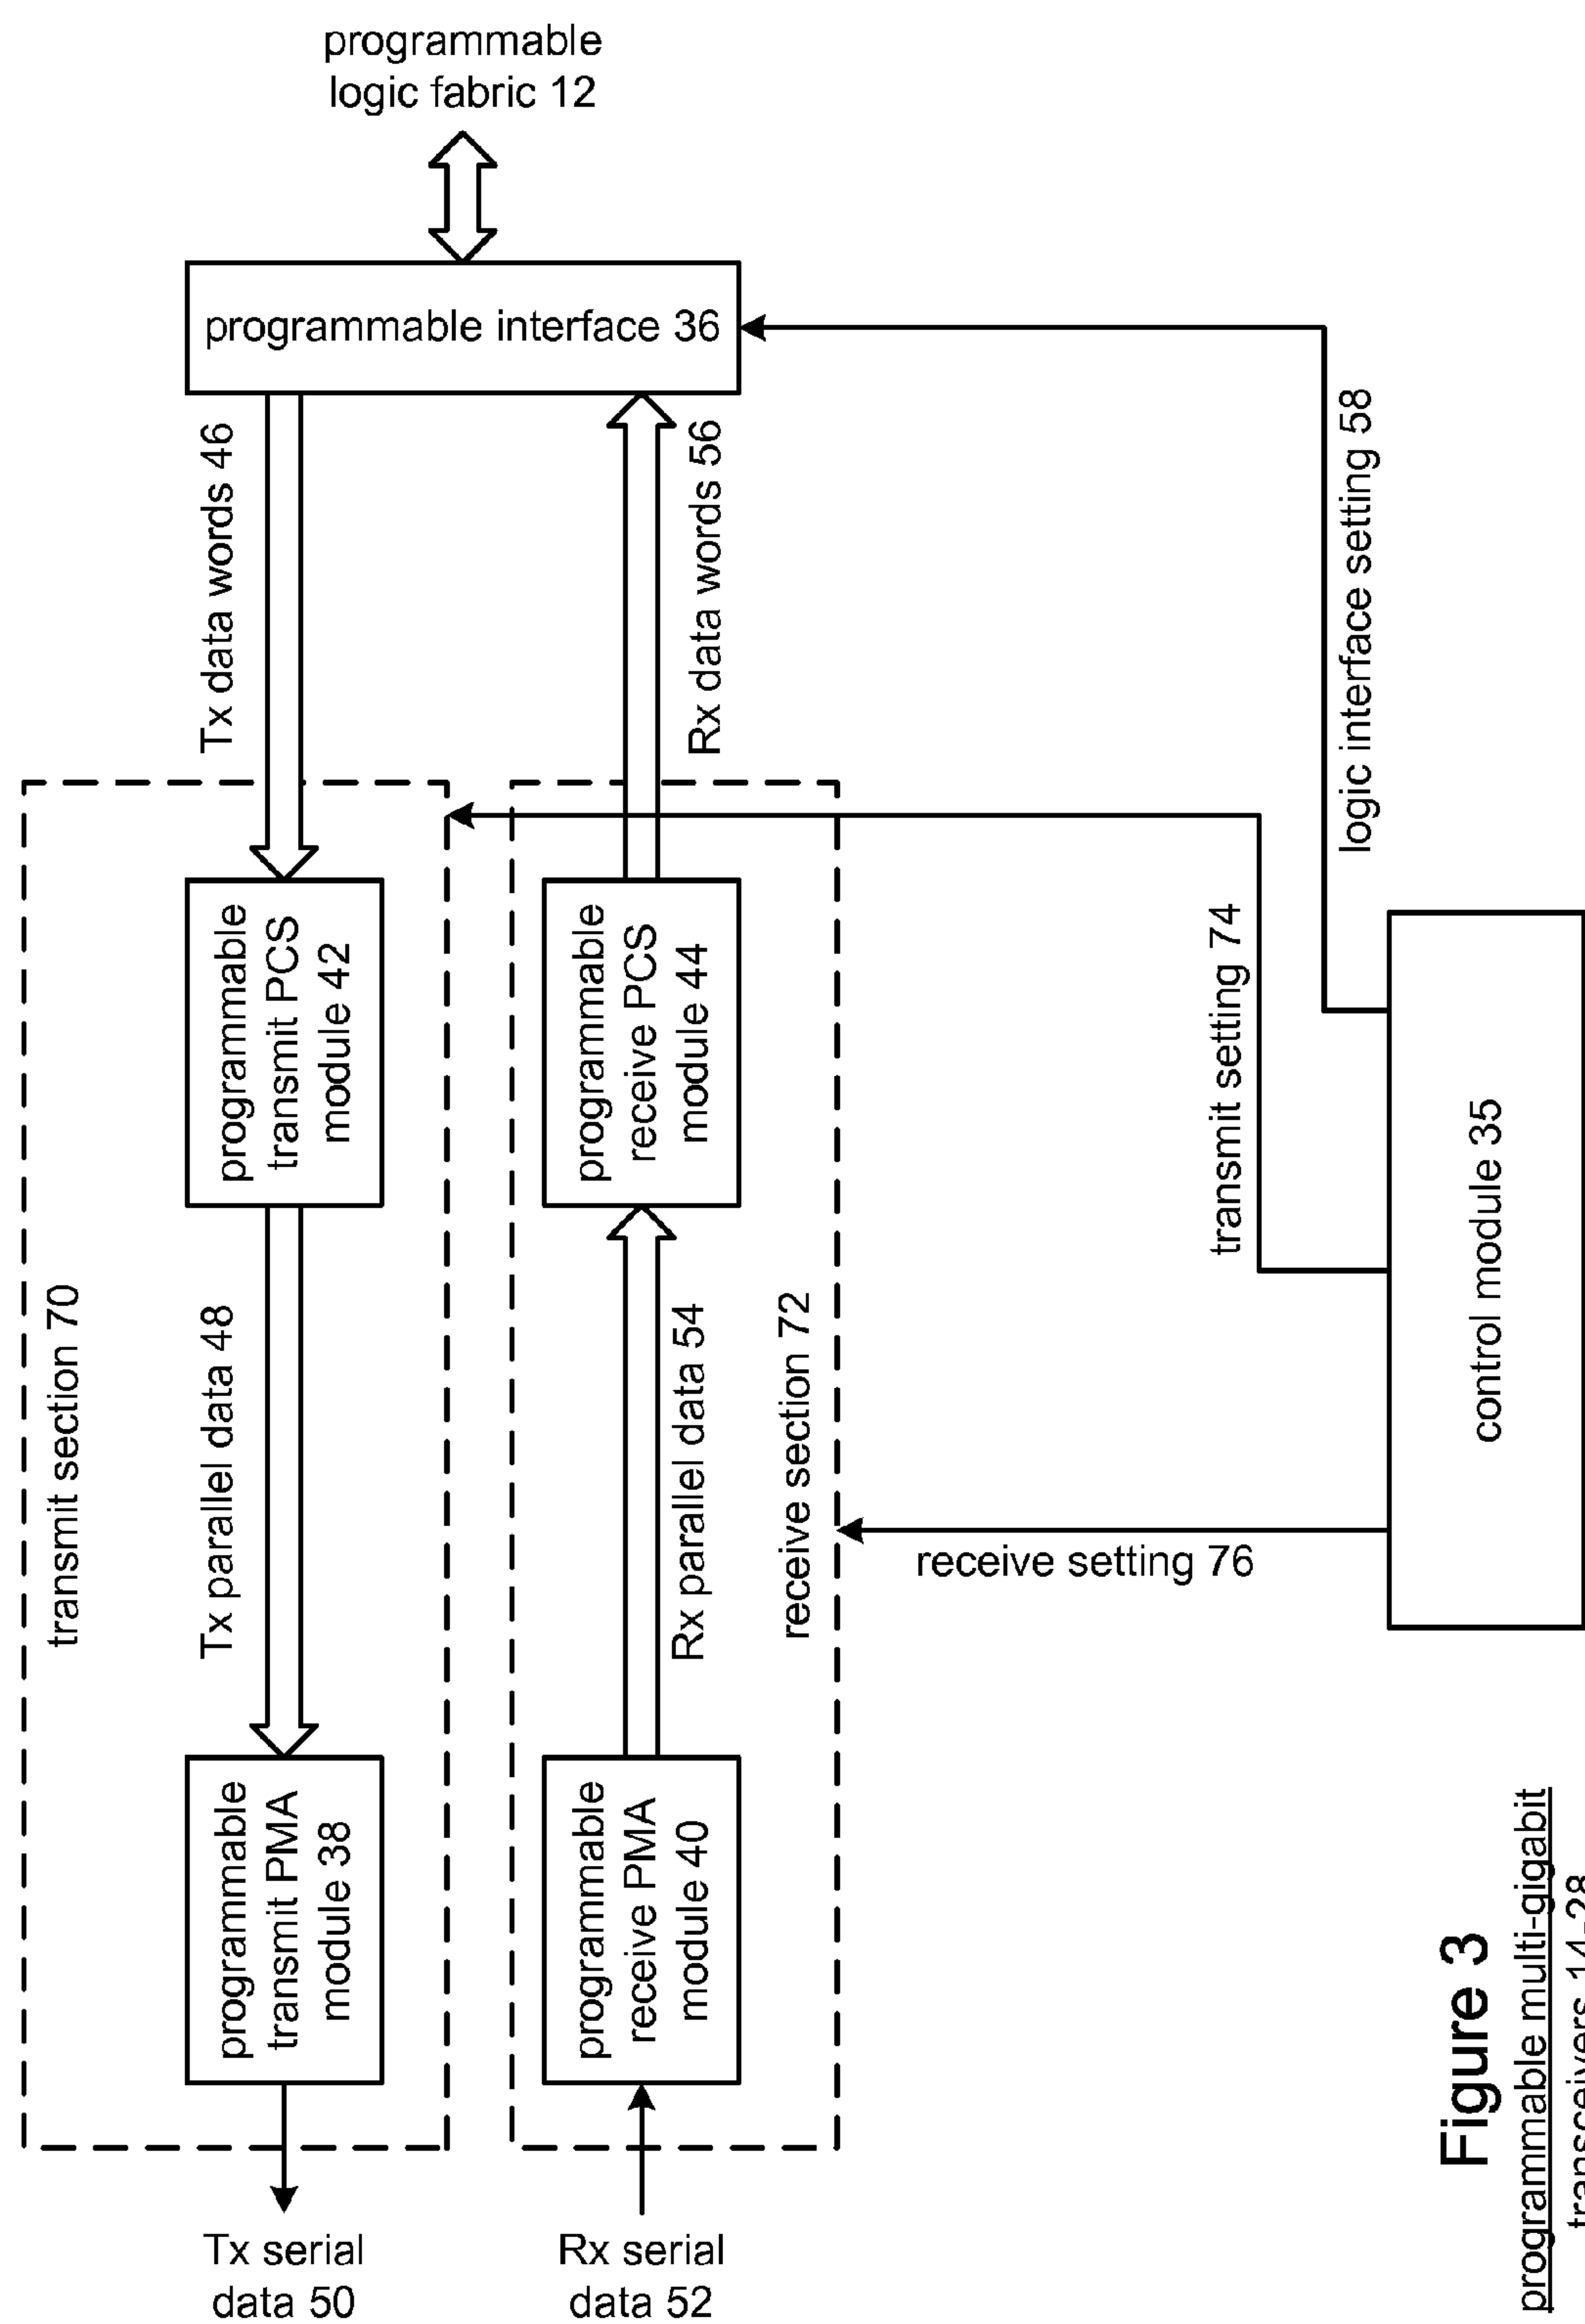 programmable
logic fabric 12
programmable interface 36
Tx data words 46
Rx data words 56
logic interface setting 58
transmit section 70
programmable
transmit PCS
module 42
programmable
receive PCS
module 44
Tx parallel data 48
Rx parallel data 54
receive section 72
transmit setting 74
receive setting 76
control module 35
programmable
transmit PMA
module 38
programmable
receive PMA
module 40
Tx serial
data 50
Rx serial
data 52
Figure 3
programmable multi-gigabit
transceivers 14-28